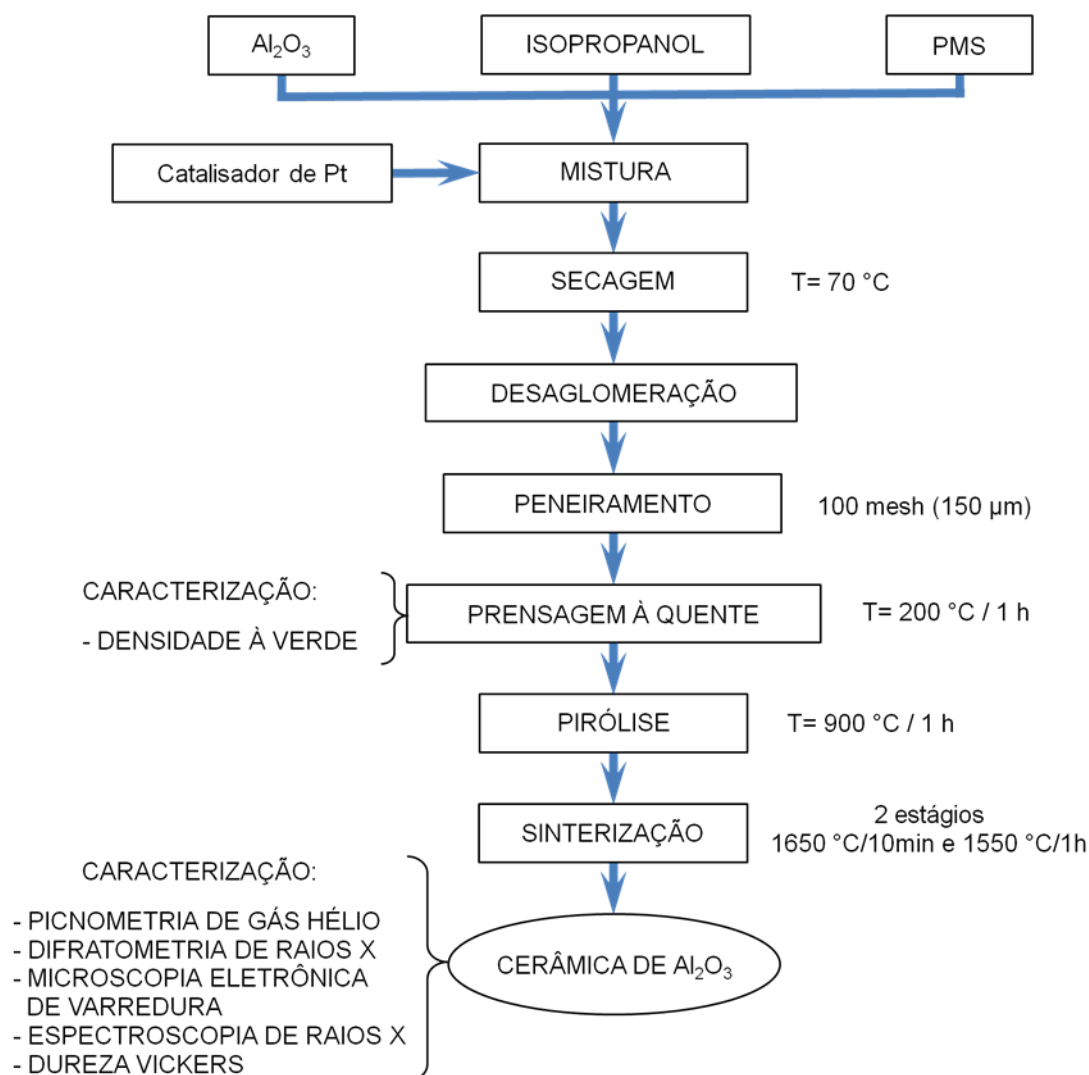 Al₂O₃
ISOPROPANOL
PMS
Catalisador de Pt
MISTURA
SECAGEM
T= 70 °C
DESAGLOMERAÇÃO
PENEIRAMENTO
100 mesh (150 µm)
CARACTERIZAÇÃO:
- DENSIDADE À VERDE
PRENSAGEM À QUENTE
T= 200 °C / 1 h
PIRÓLISE
T= 900 °C / 1 h
SINTERIZAÇÃO
2 estágios
1650 °C/10min e 1550 °C/1h
CARACTERIZAÇÃO:
- PICNOMETRIA DE GÁS HÉLIO
- DIFRATOMETRIA DE RAIOS X
- MICROSCOPIA ELETRÔNICA
DE VARREDURA
- ESPECTROSCOPIA DE RAIOS X
- DUREZA VICKERS
CERÂMICA DE Al₂O₃